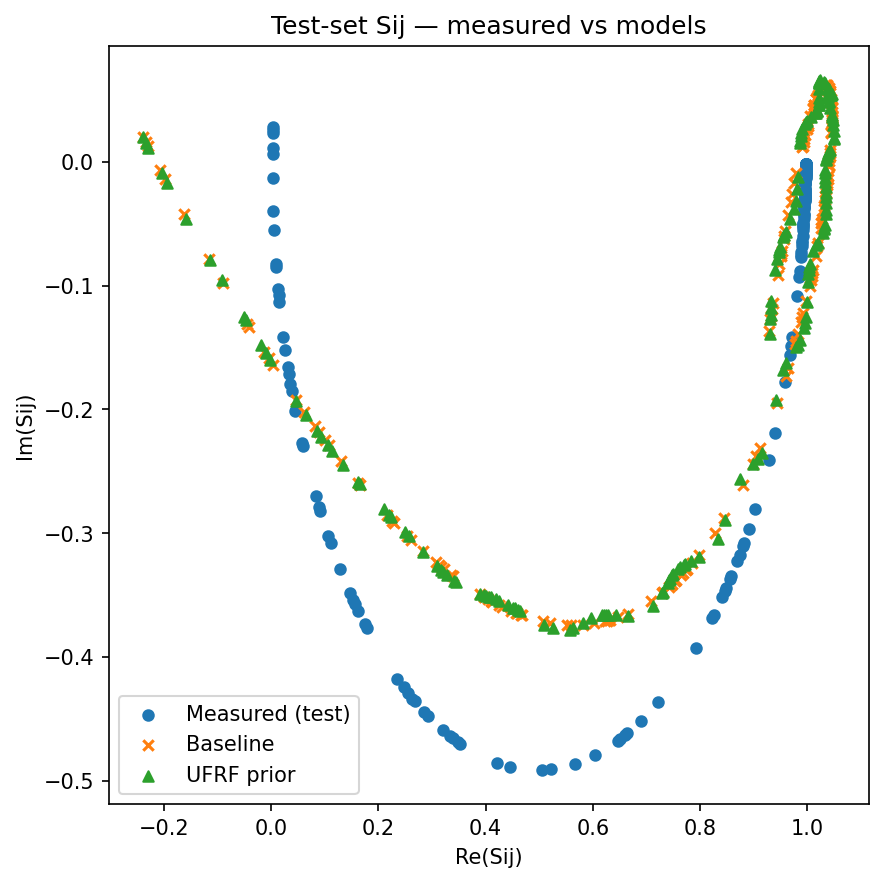 Test-set Sij — measured vs models
0.0
−0.1
−0.2
−0.3
−0.4
−0.5
Im(Sij)
Measured (test)
Baseline
UFRF prior
−0.2
0.0
0.2
0.4
0.6
0.8
1.0
Re(Sij)